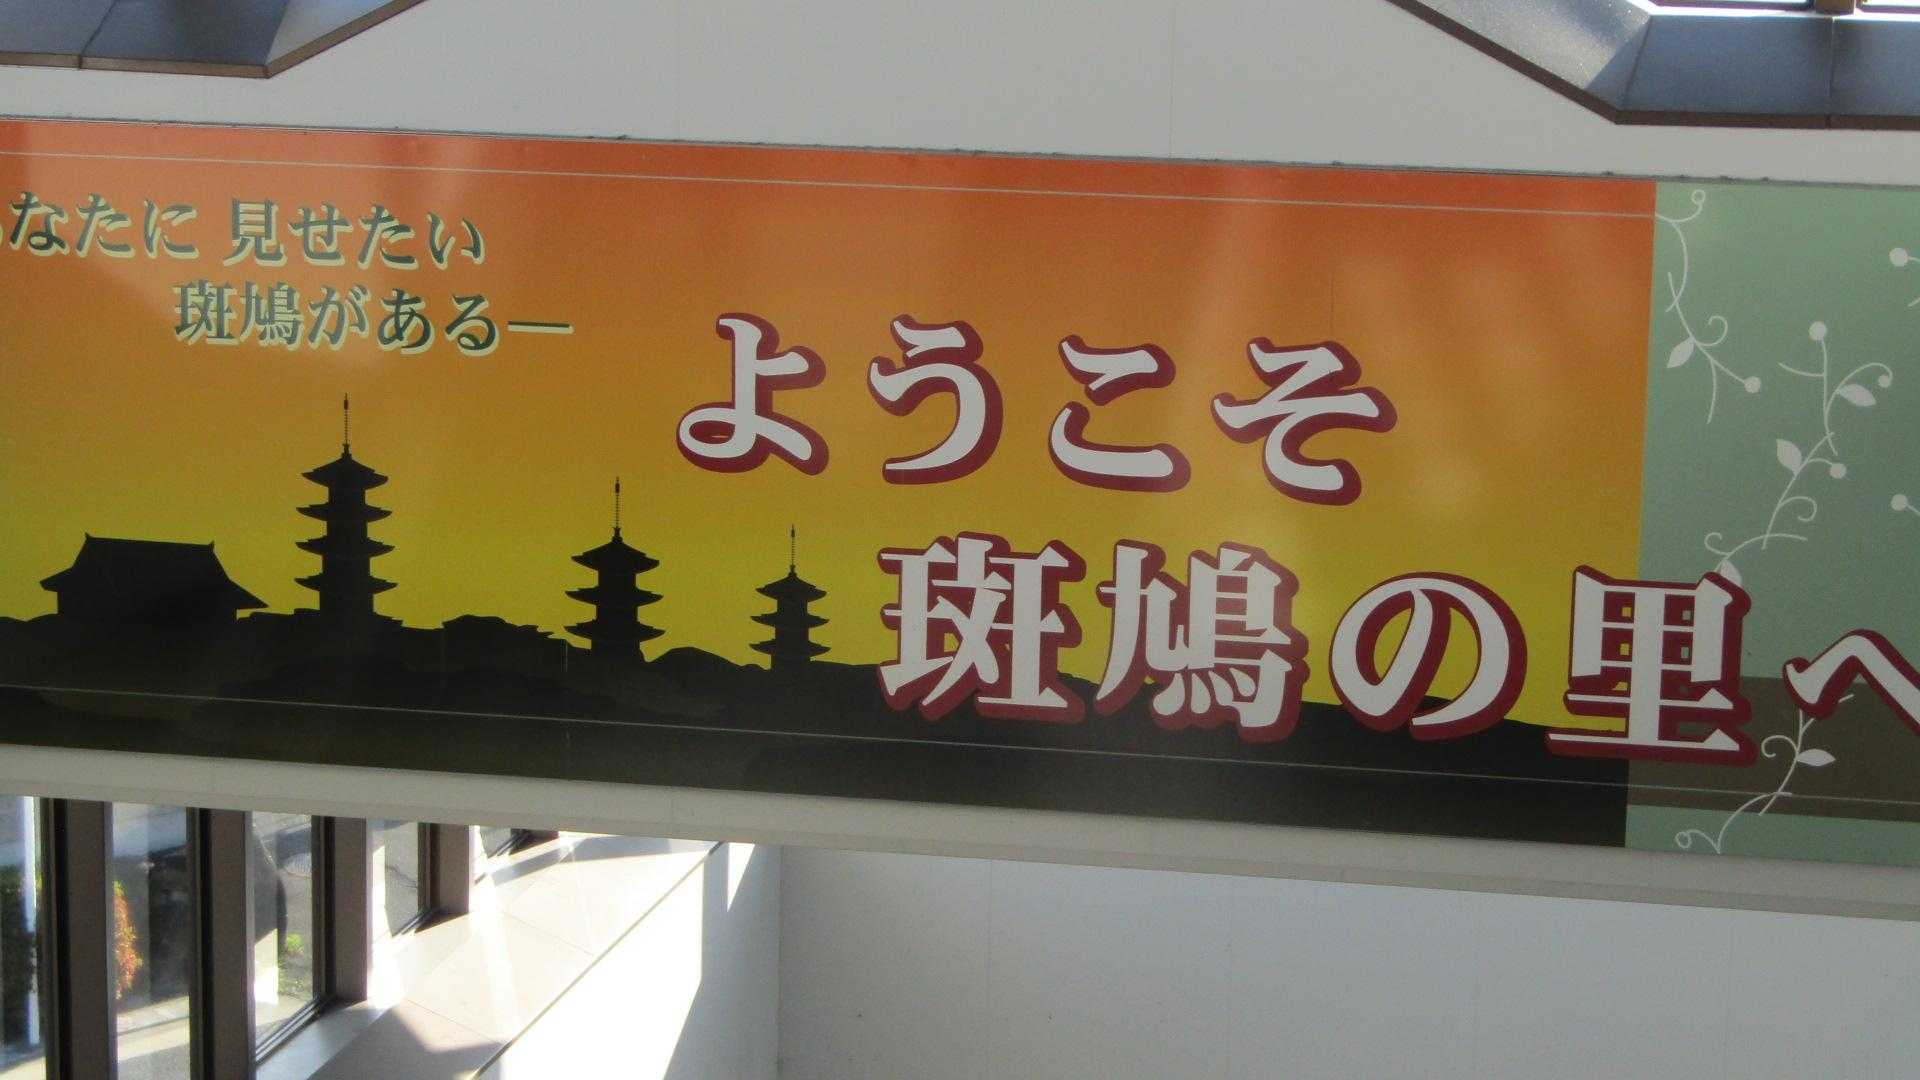 あなたに 見せたい
斑鳩がある―
ようこそ
斑鳩の里へ